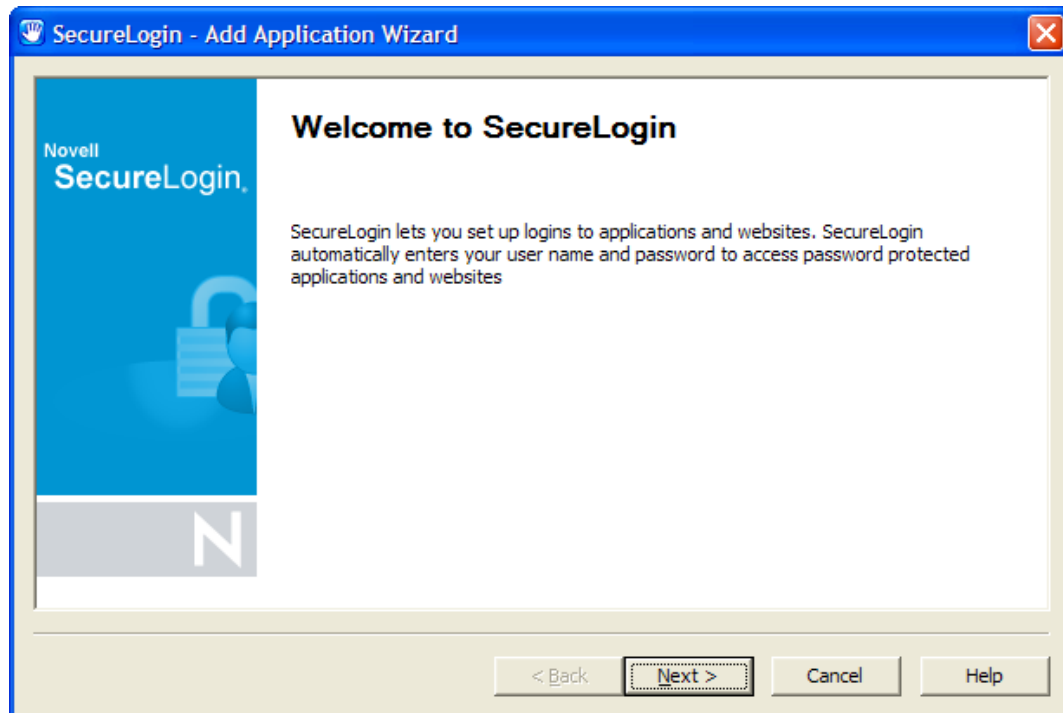 SecureLogin - Add Application Wizard
Novell
SecureLogin®
Welcome to SecureLogin
SecureLogin lets you set up logins to applications and websites. SecureLogin
automatically enters your user name and password to access password protected
applications and websites
N
< Back
Next >
Cancel
Help